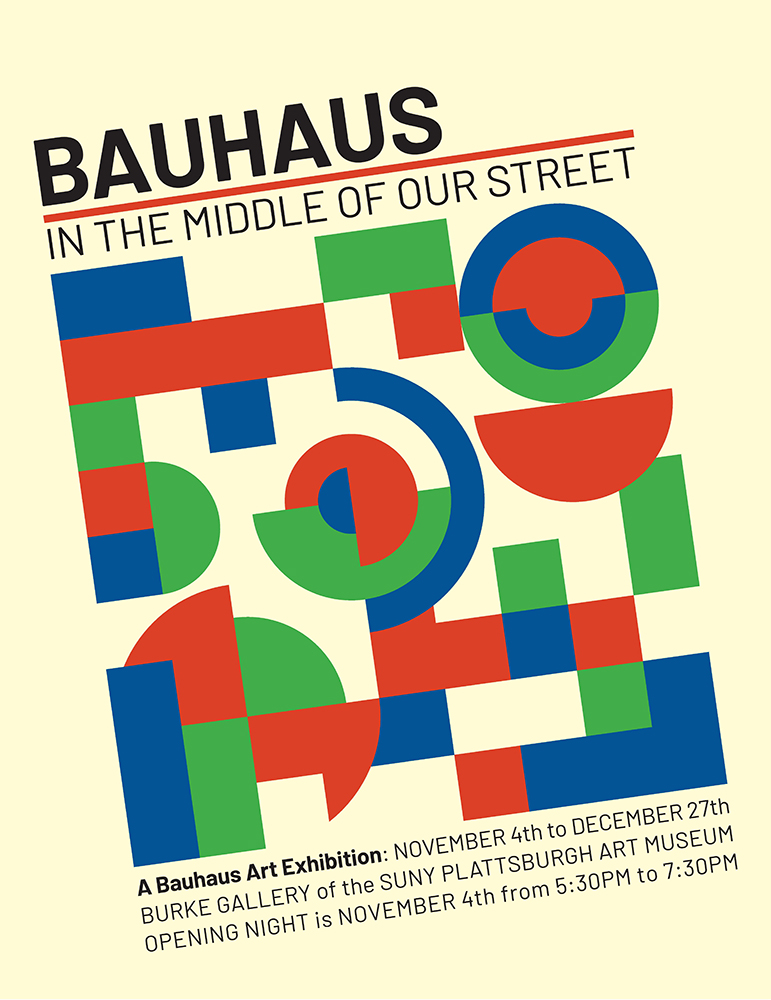 BAUHAUS
IN THE MIDDLE OF OUR STREET
A Bauhaus Art Exhibition: NOVEMBER 4th to DECEMBER 27th
BURKE GALLERY of the SUNY PLATTSBURGH ART MUSEUM
OPENING NIGHT is NOVEMBER 4th from 5:30PM to 7:30PM